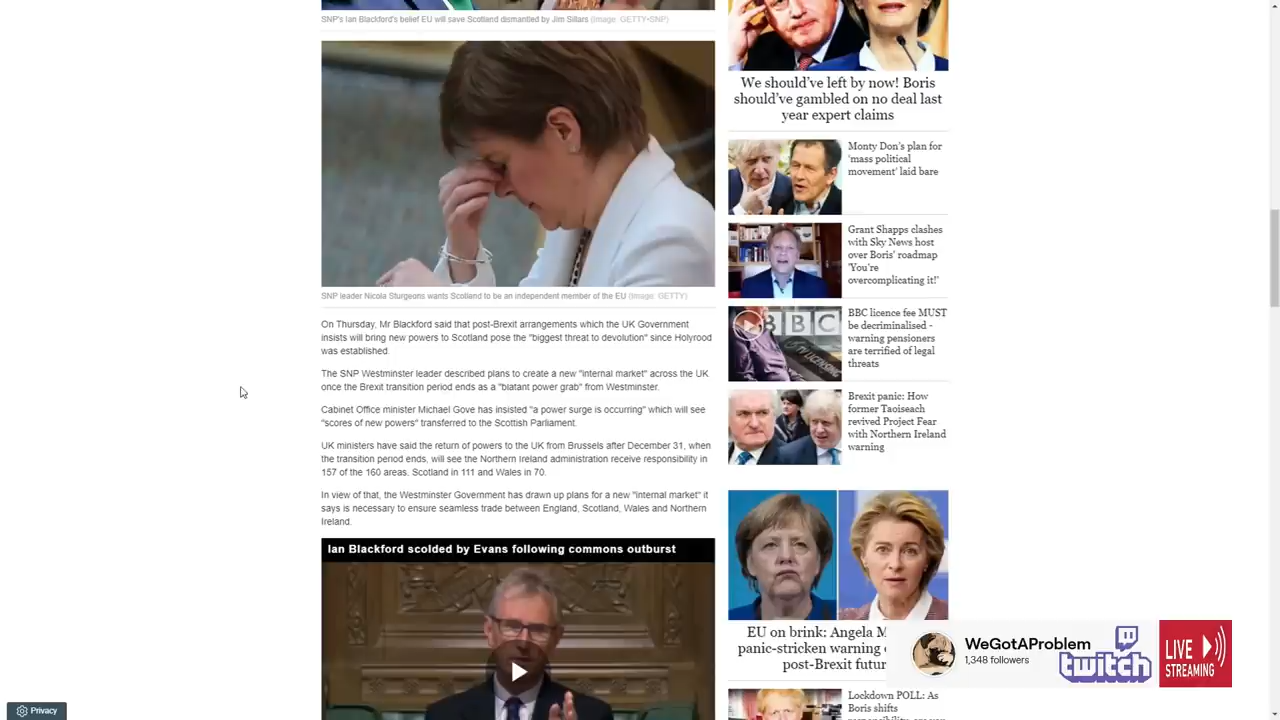 SNP's Ian Blackford's belief EU will save Scotland dismantled by Jim Sillars (Image: GETTY•SNP)
SNP leader Nicola Sturgeons wants Scotland to be an independent member of the EU (Image: GETTY)
On Thursday, Mr Blackford said that post-Brexit arrangements which the UK Government
insists will bring new powers to Scotland pose the "biggest threat to devolution" since Holyrood
was established.
The SNP Westminster leader described plans to create a new "internal market" across the UK
once the Brexit transition period ends as a "blatant power grab" from Westminster.
Cabinet Office minister Michael Gove has insisted "a power surge is occurring" which will see
"scores of new powers" transferred to the Scottish Parliament.
UK ministers have said the return of powers to the UK from Brussels after December 31, when
the transition period ends, will see the Northern Ireland administration receive responsibility in
157 of the 160 areas, Scotland in 111 and Wales in 70.
In view of that, the Westminster Government has drawn up plans for a new "internal market" it
says is necessary to ensure seamless trade between England, Scotland, Wales and Northern
Ireland.
Ian Blackford scolded by Evans following commons outburst
We should've left by now! Boris
should've gambled on no deal last
year expert claims
Monty Don's plan for
'mass political
movement' laid bare
Grant Shapps clashes
with Sky News host
over Boris' roadmap
'You're
overcomplicating it!'
BBC
BBC licence fee MUST
be decriminalised -
warning pensioners
are terrified of legal
threats
Brexit panic: How
former Taoiseach
revived Project Fear
with Northern Ireland
warning
EU on brink: Angela M
panic-stricken warning
post-Brexit futur
Lockdown POLL: As
Boris shifts
WeGotAProblem
1,348 followers
twitch
LIVE
STREAMING
Privacy